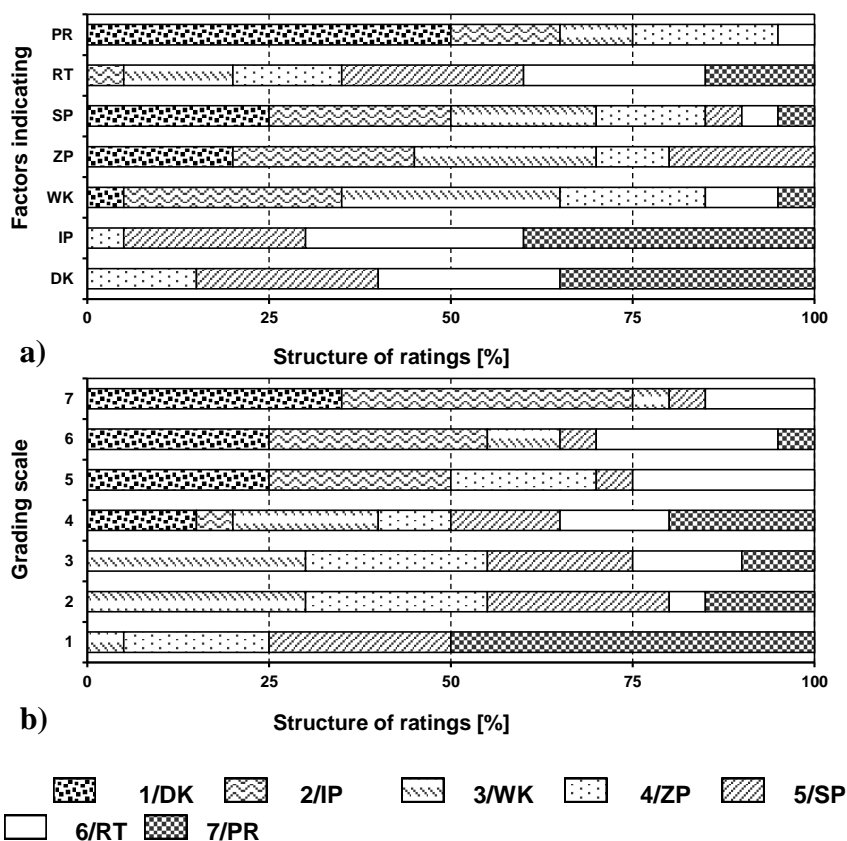 Factors indicating
PR
RT
SP
ZP
WK
IP
DK
0 25 50 75 100
a) Structure of ratings [%]
Grading scale
7
6
5
4
3
2
1
0 25 50 75 100
b) Structure of ratings [%]
1/DK 2/IP 3/WK 4/ZP 5/SP
6/RT 7/PR